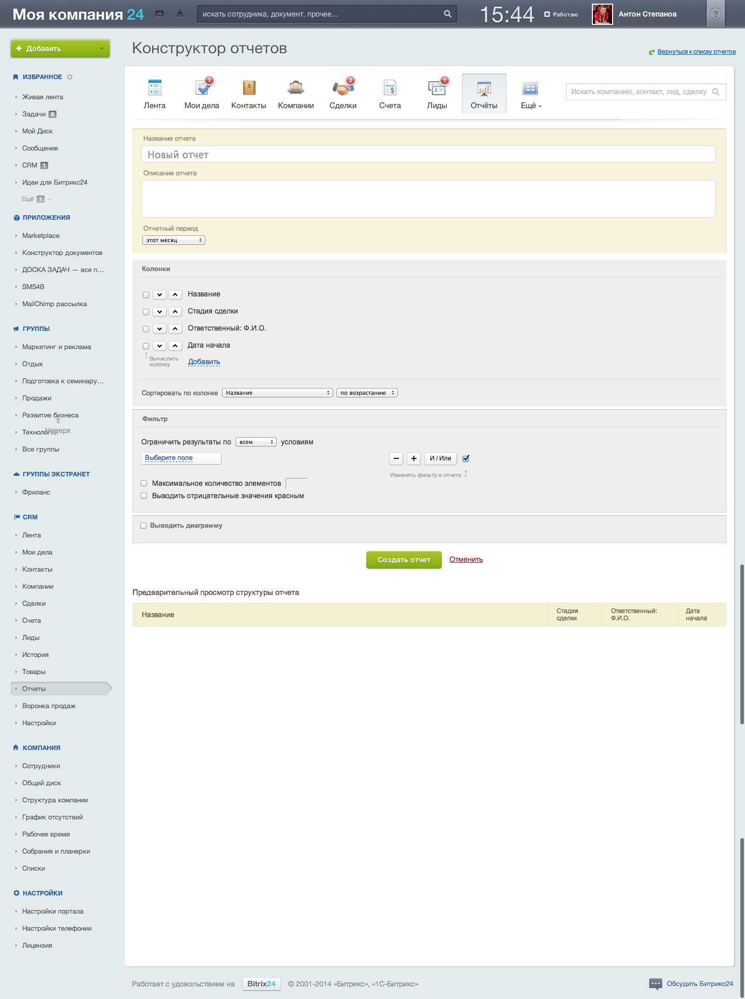 Моя компания 24
искать сотрудника, документ, прочее...
15:44
Работаю
Антон Степанов
?
Добавить
Конструктор отчетов
Вернуться к списку отчетов
ИЗБРАННОЕ
Живая лента
Задачи 8
Мой Диск
Сообщения
CRM 1
Идеи для Битрикс24
Ещё 1
ПРИЛОЖЕНИЯ
Marketplace
Конструктор документов
ДОСКА ЗАДАЧ — все п...
SMS4B
MailChimp рассылка
ГРУППЫ
Маркетинг и реклама
Отдых
Подготовка к семинару...
Продажи
Развитие бизнеса
Технологии
Наверх
Все группы
ГРУППЫ ЭКСТРАНЕТ
Фриланс
CRM
Лента
Мои дела
Контакты
Компании
Сделки
Счета
Лиды
История
Товары
Отчеты
Воронка продаж
Настройки
КОМПАНИЯ
Сотрудники
Общий диск
Структура компании
График отсутствий
Рабочее время
Собрания и планерки
Списки
НАСТРОЙКИ
Настройки портала
Настройки телефонии
Лицензия
Лента
1
Мои дела
Контакты
Компании
3
Сделки
$
Счета
1
Лиды
Отчёты
Ещё
Искать компанию, контакт, лид, сделку
Название отчета
Новый отчет
Описание отчета
Отчетный период
этот месяц
Колонки
Название
Стадия сделки
Ответственный: Ф.И.О.
Дата начала
Вычислить
колонку
Добавить
Сортировать по колонке Название по возрастанию
Фильтр
Ограничить результаты по всем условиям
Выберите поле
− + И / Или
Изменять фильтр в отчете
Максимальное количество элементов
Выводить отрицательные значения красным
Выводить диаграмму
Создать отчет Отменить
Предварительный просмотр структуры отчета
Название
Стадия
сделки
Ответственный:
Ф.И.О.
Дата
начала
Работает с удовольствием на Bitrix24 © 2001-2014 «Битрикс», «1С-Битрикс»
Обсудить Битрикс24